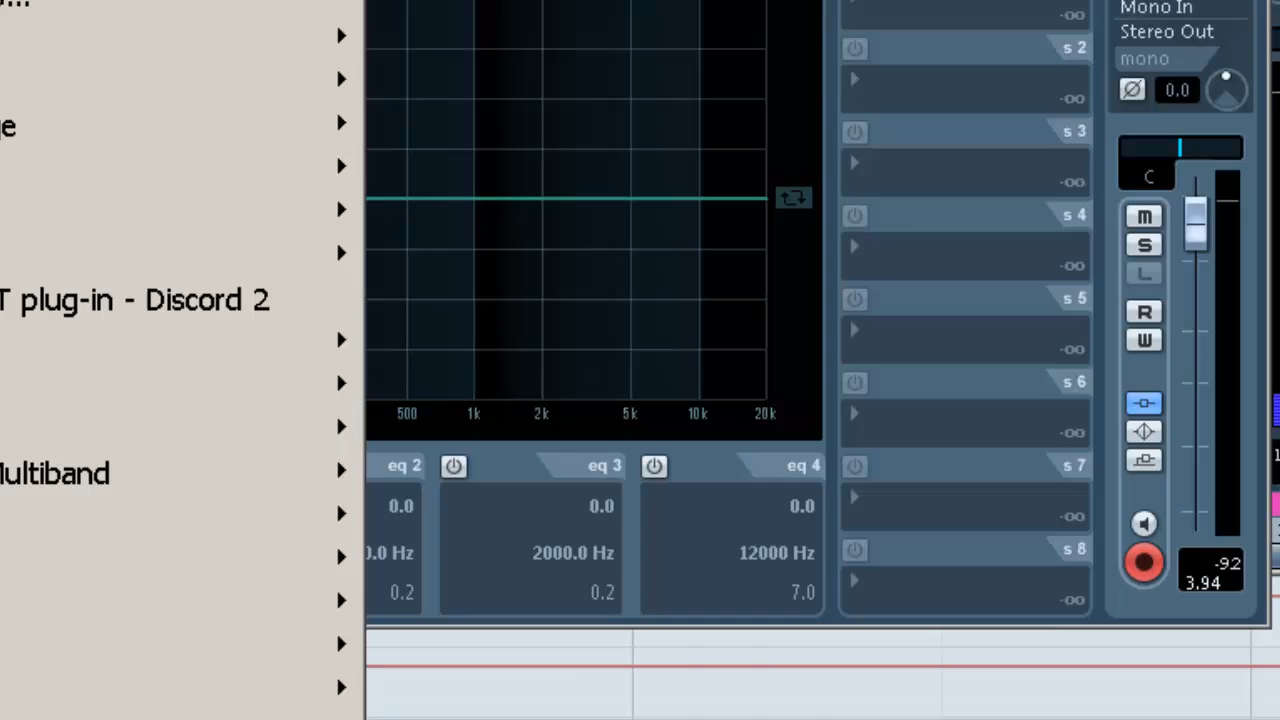 Mono In
-oo
Stereo Out
s 2
mono
-oo
0.0
s 3
ge
C
-oo
s 4
M
S
L
-oo
T plug-in - Discord 2
s 5
R
W
-oo
s 6
500 1k 2k 5k 10k 20k
-oo
eq 2 eq 3 eq 4
s 7
Multiband
0.0 0.0 0.0
-oo
.0 Hz 2000.0 Hz 12000 Hz
s 8
-92
3.94
0.2 0.2 7.0
-oo